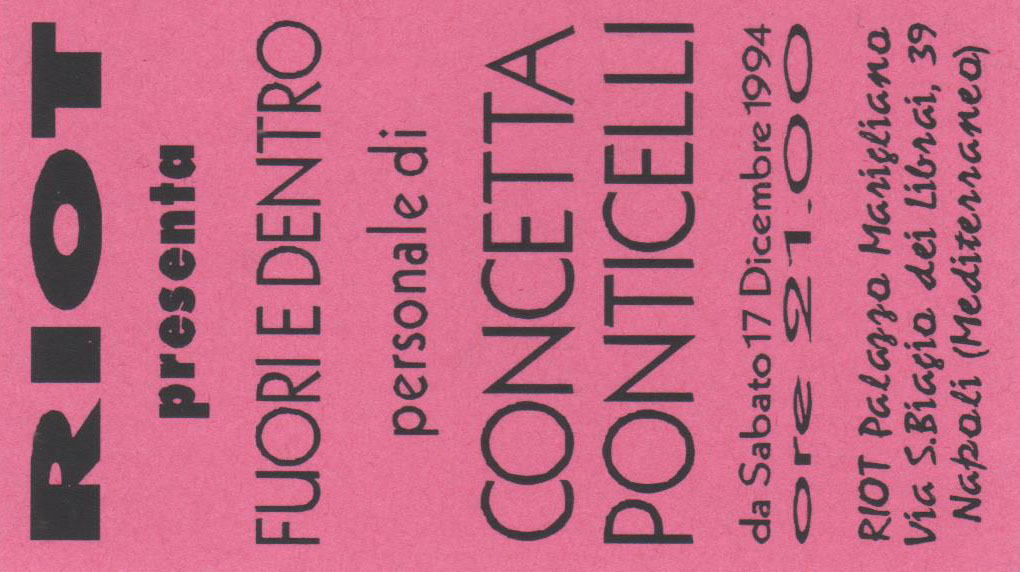 RIOT
presenta
FUORI E DENTRO
personale di
CONCETTA
PONTICELLI
da Sabato 17 Dicembre 1994
ore 21.00
RIOT Palazzo Marigliano
Via S.Biagio dei Librai, 39
Napoli (Mediterraneo)